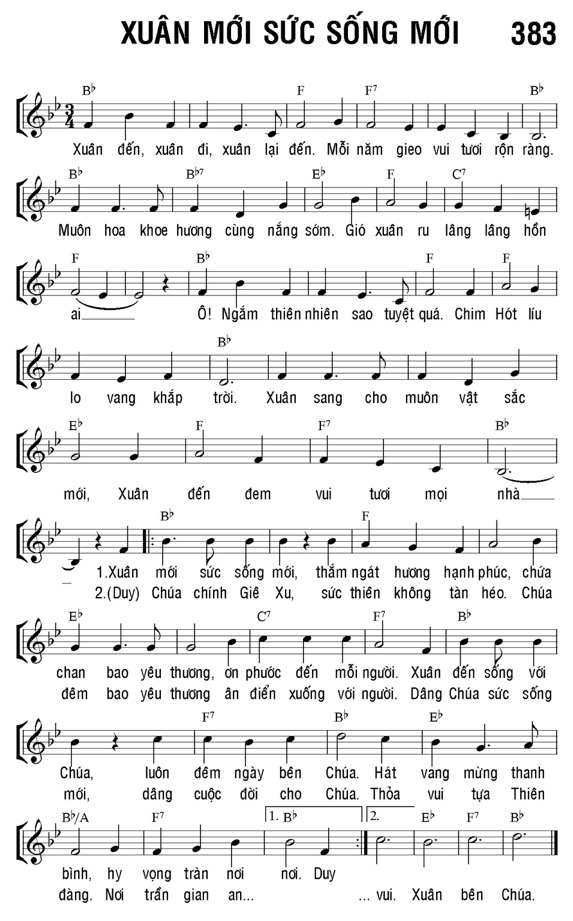 XUÂN MỚI SỨC SỐNG MỚI 383
B♭ F F7 B♭
3/4
Xuân đến, xuân đi, xuân lại đến. Mỗi năm gieo vui tươi rộn ràng.
B♭ B♭7 E♭ F C7
Muôn hoa khoe hương cùng nắng sớm. Gió xuân ru lâng lâng hồn
F B♭ F
ai Ô! Ngắm thiên nhiên sao tuyệt quá. Chim Hót líu
B♭
lo vang khắp trời. Xuân sang cho muôn vật sắc
E♭ F F7 B♭
mới, Xuân đến đem vui tươi mọi nhà
B♭ F
1.Xuân mới sức sống mới, thắm ngát hương hạnh phúc, chứa
2.(Duy) Chúa chính Giê Xu, sức thiên không tàn héo. Chúa
E♭ C7 F B♭
chan bao yêu thương, ơn phước đến mỗi người. Xuân đến sống với
đêm bao yêu thương ân điển xuống với người. Dâng Chúa sức sống
F7 B♭ E♭
Chúa, luôn đêm ngày bên Chúa. Hát vang mừng thanh
mới, dâng cuộc đời cho Chúa. Thỏa vui tựa Thiên
B♭/A F7 1. B♭ 2. E♭ F7 B♭
bình, hy vọng tràn nơi nơi. Duy
đàng. Nơi trần gian an... ... vui. Xuân bên Chúa.